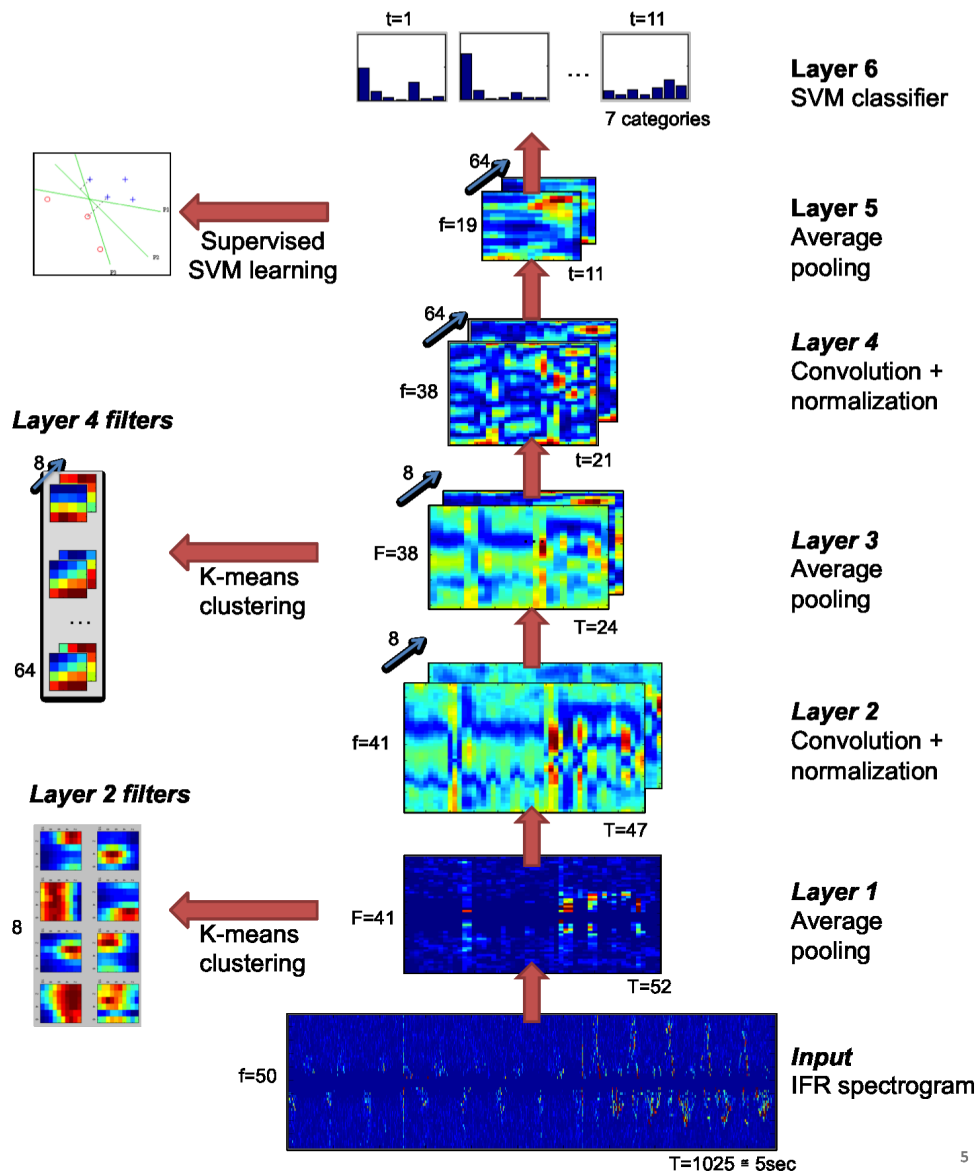 t=1
t=11
...
7 categories
Layer 6
SVM classifier
64
f=19
t=11
Layer 5
Average
pooling
Supervised
SVM learning
P1
P2
P3
64
f=38
t=21
Layer 4
Convolution +
normalization
Layer 4 filters
8
...
64
8
F=38
...
T=24
Layer 3
Average
pooling
K-means
clustering
8
f=41
T=47
Layer 2
Convolution +
normalization
Layer 2 filters
8
F=41
T=52
Layer 1
Average
pooling
K-means
clustering
f=50
T=1025 ≅ 5sec
Input
IFR spectrogram
5